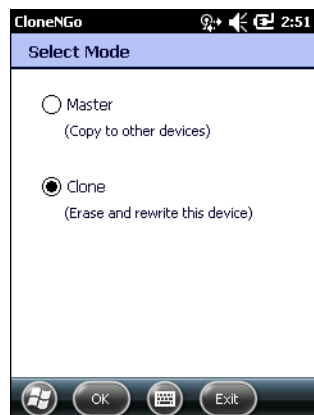 CloneNGo 2:51
Select Mode
Master
(Copy to other devices)
Clone
(Erase and rewrite this device)
OK Exit